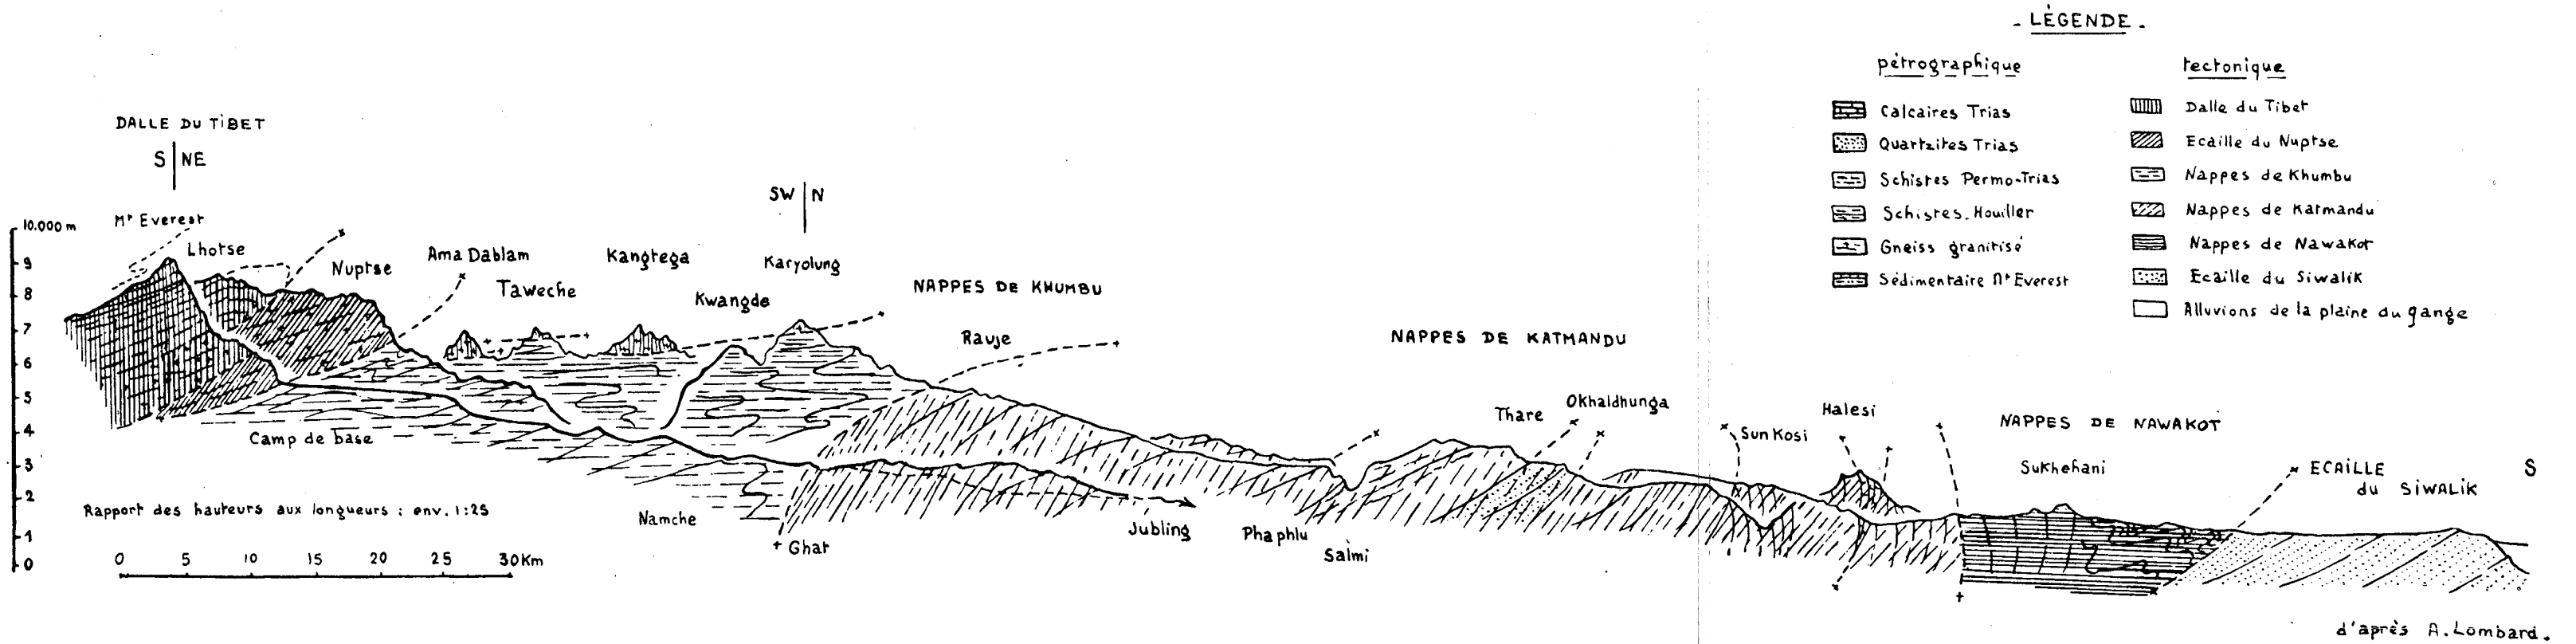 - LÉGENDE -
pétrographique
Calcaires Trias
Quartzites Trias
Schistes Permo-Trias
Schistes. Houiller
Gneiss granitisé
Sédimentaire Mt Everest
tectonique
Dalle du Tibet
Ecaille du Nuptse
Nappes de Khumbu
Nappes de Katmandu
Nappes de Nawakot
Ecaille du Siwalik
Alluvions de la plaine du gange
DALLE DU TIBET
S | NE
SW | N
Mt Everest
Lhotse
Nuptse
Ama Dablam
Taweche
Kangtega
Kwangde
Karyolung
NAPPES DE KHUMBU
Rauje
NAPPES DE KATMANDU
Thare
Okhaldhunga
Sun Kosi
Halesi
NAPPES DE NAWAKOT
Sukhehani
ECAILLE
du SIWALIK
S
10.000 m
9
8
7
6
5
4
3
2
1
0
Camp de base
Namche
Ghat
Jubling
Phaphlu
Salmi
Rapport des hauteurs aux longueurs : env. 1:25
0 5 10 15 20 25 30 Km
d'après A. Lombard.